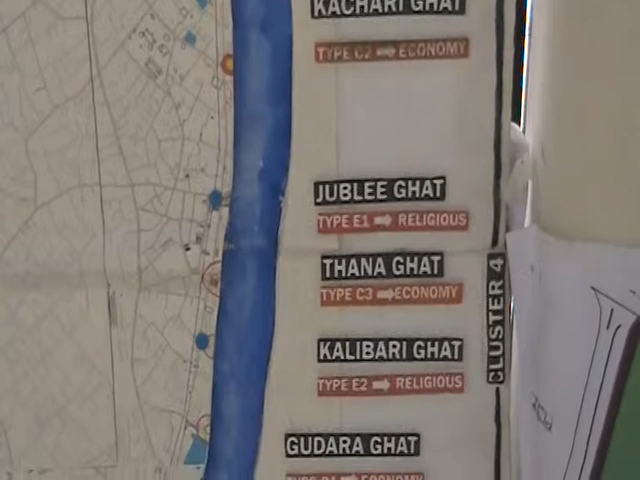 KACHARI GHAT
TYPE C2 ➡ ECONOMY
JUBLEE GHAT
TYPE E1 ➡ RELIGIOUS
THANA GHAT
TYPE C3 ➡ ECONOMY
KALIBARI GHAT
TYPE E2 ➡ RELIGIOUS
GUDARA GHAT
CLUSTER 4